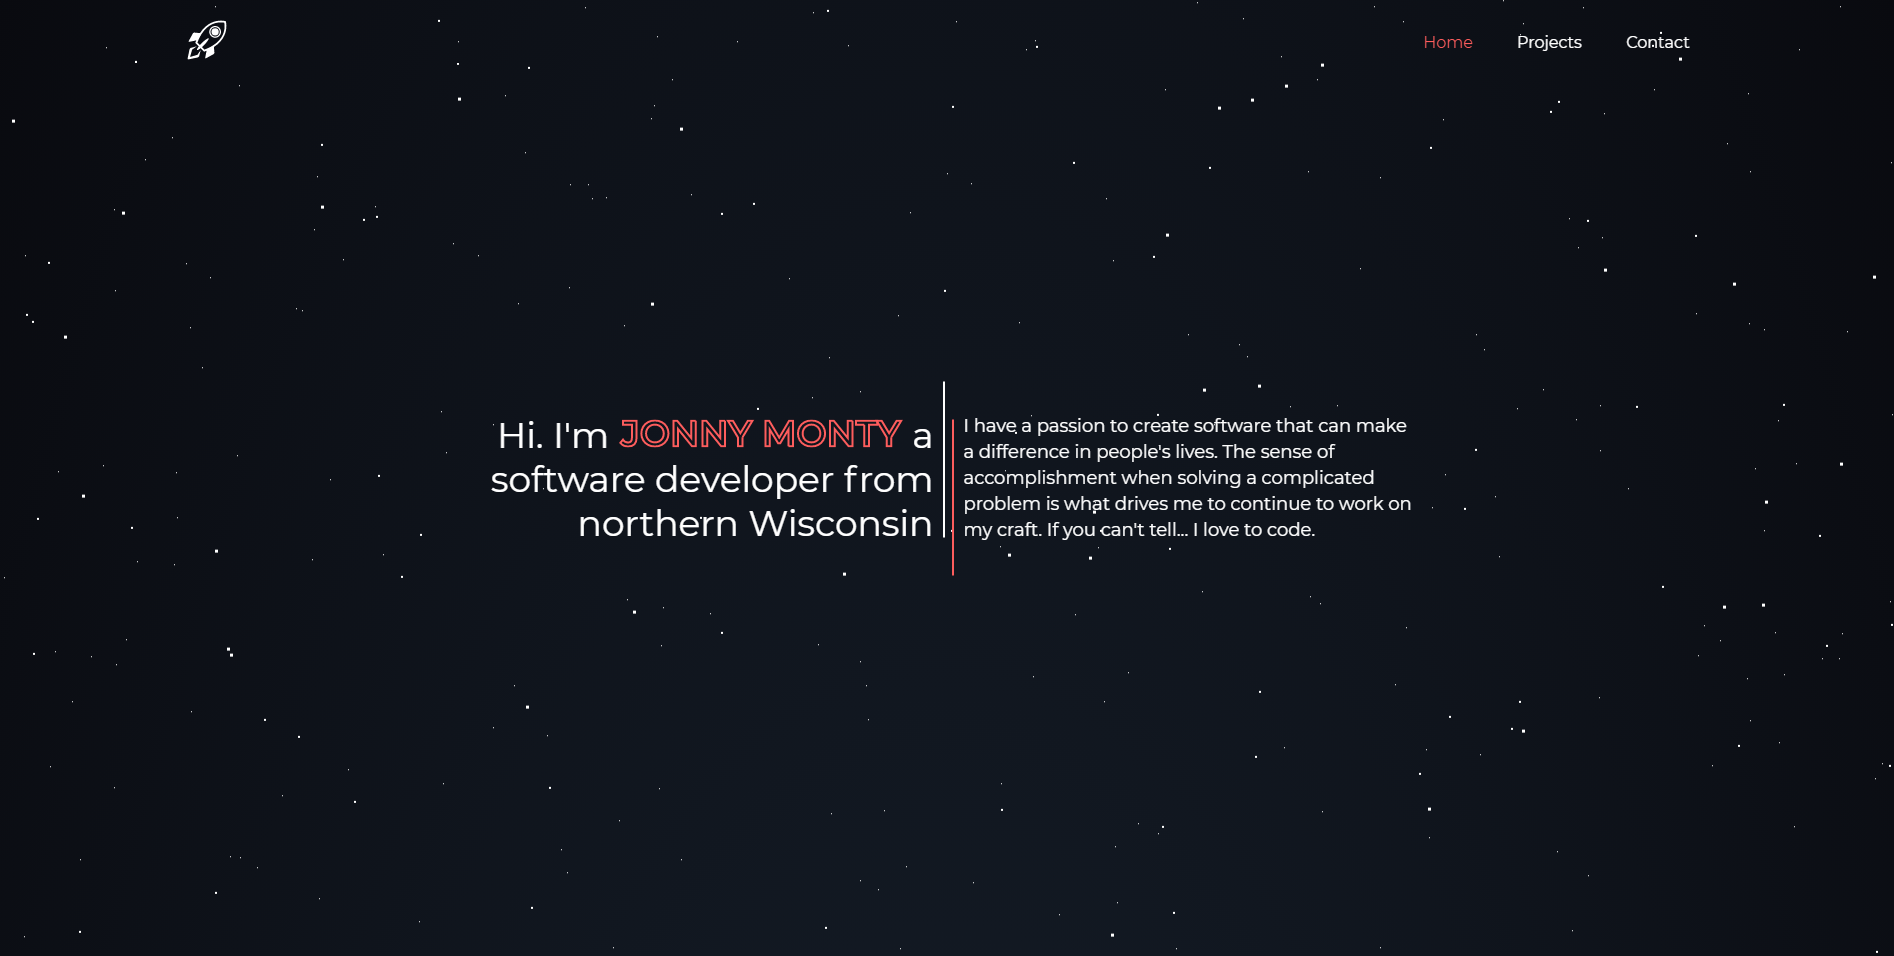 Home Projects Contact
Hi. I'm JONNY MONTY a
software developer from
northern Wisconsin
I have a passion to create software that can make
a difference in people's lives. The sense of
accomplishment when solving a complicated
problem is what drives me to continue to work on
my craft. If you can't tell... I love to code.